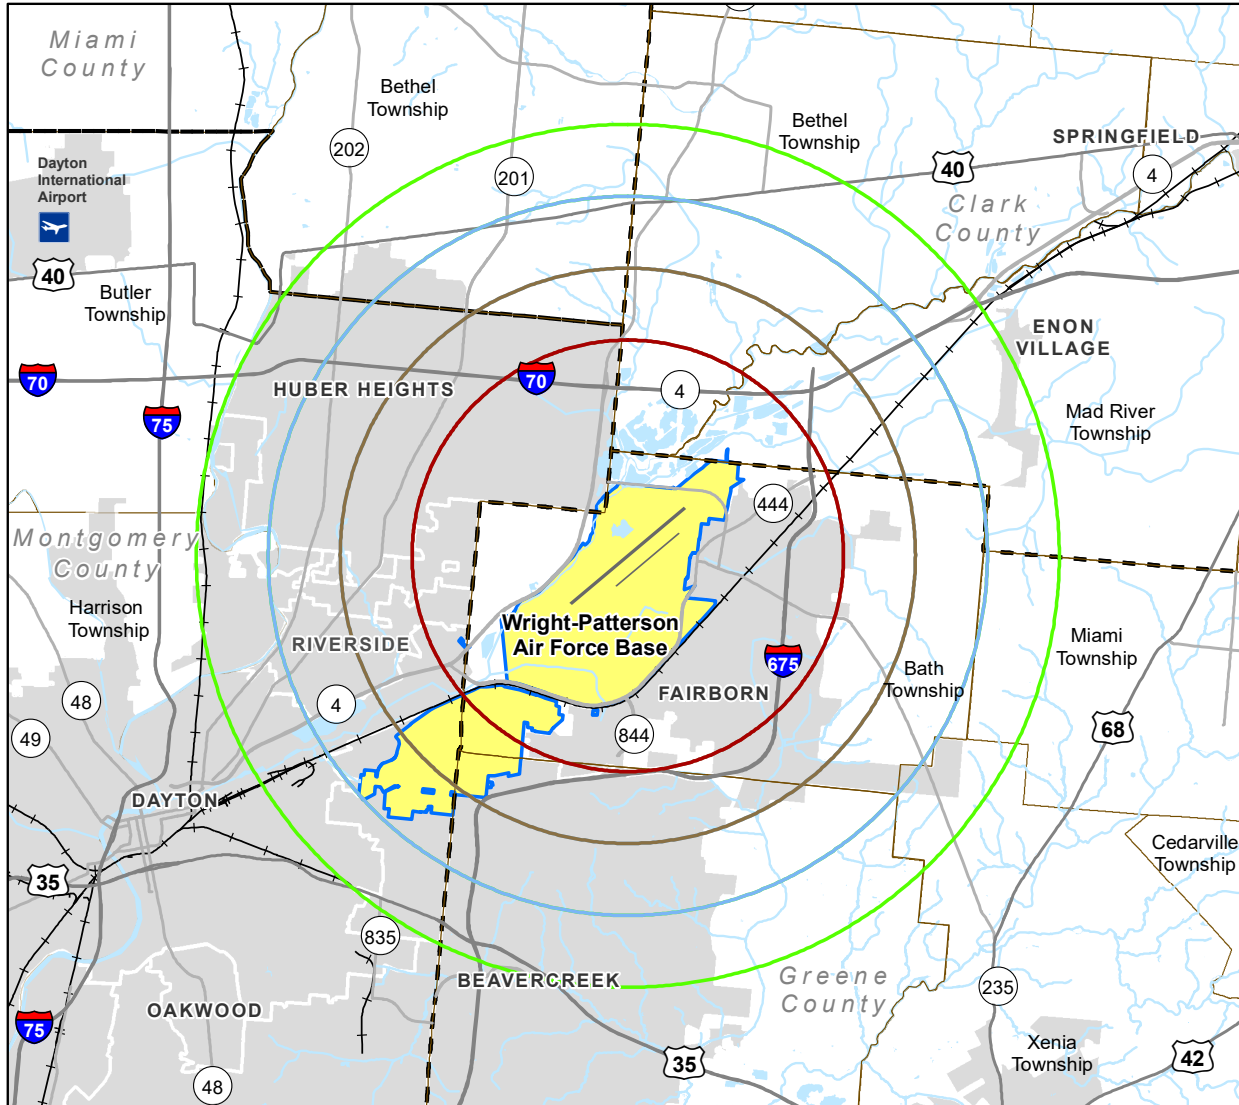 Miami
County
Bethel
Township
Bethel
Township
SPRINGFIELD
202
201
40
4
Dayton
International
Airport
Clark
County
40
Butler
Township
ENON
VILLAGE
70
HUBER HEIGHTS
70
4
75
Mad River
Township
444
Montgomery
County
Harrison
Township
Wright-Patterson
Air Force Base
RIVERSIDE
675
Miami
Township
Bath
Township
FAIRBORN
48
4
49
844
68
DAYTON
Cedarville
Township
35
835
BEAVERCREEK
Greene
County
235
OAKWOOD
75
Xenia
Township
35
42
48